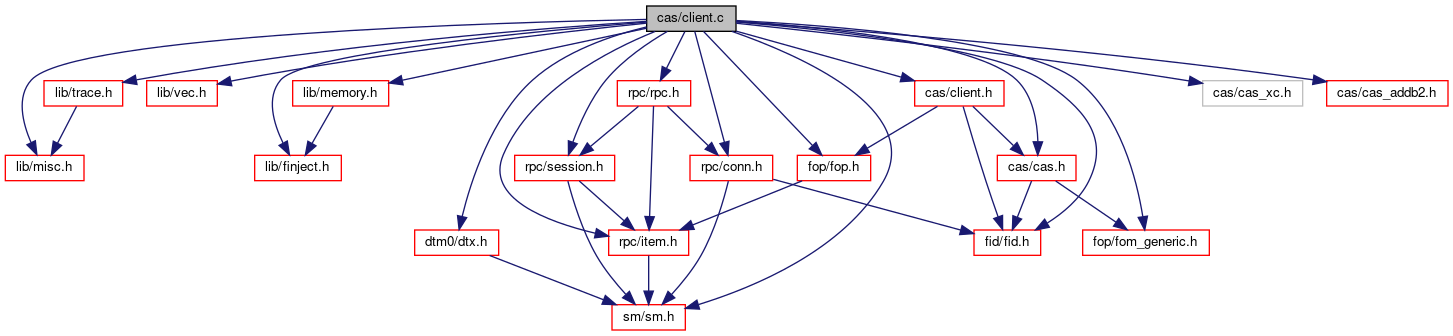 cas/client.c
lib/trace.h
lib/vec.h
lib/memory.h
rpc/rpc.h
cas/client.h
cas/cas_xc.h
cas/cas_addb2.h
lib/misc.h
lib/finject.h
rpc/session.h
rpc/conn.h
fop/fop.h
cas/cas.h
dtm0/dtx.h
rpc/item.h
fid/fid.h
fop/fom_generic.h
sm/sm.h